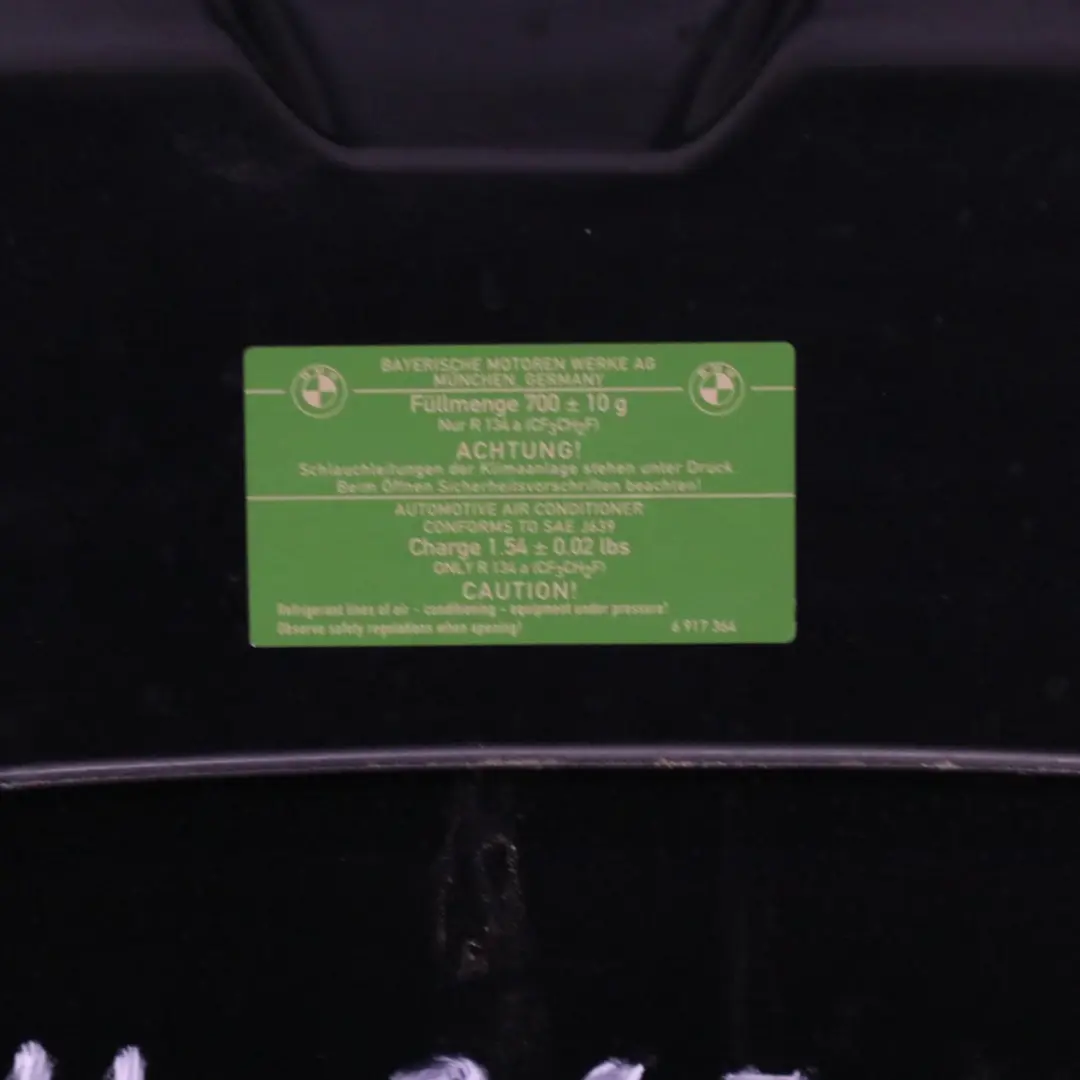 BAYERISCHE MOTOREN WERKE AG
MÜNCHEN, GERMANY
Füllmenge 700 ± 10 g
Nur R 134 a (CF₃CH₂F)
ACHTUNG!
Schlauchleitungen der Klimaanlage stehen unter Druck
Beim Öffnen Sicherheitsvorschriften beachten!
AUTOMOTIVE AIR CONDITIONER
CONFORMS TO SAE J639
Charge 1.54 ± 0.02 lbs
ONLY R 134 a (CF₃CH₂F)
CAUTION!
Refrigerant lines of air - conditioning - equipment under pressure!
Observe safety regulations when opening!
6 917 364